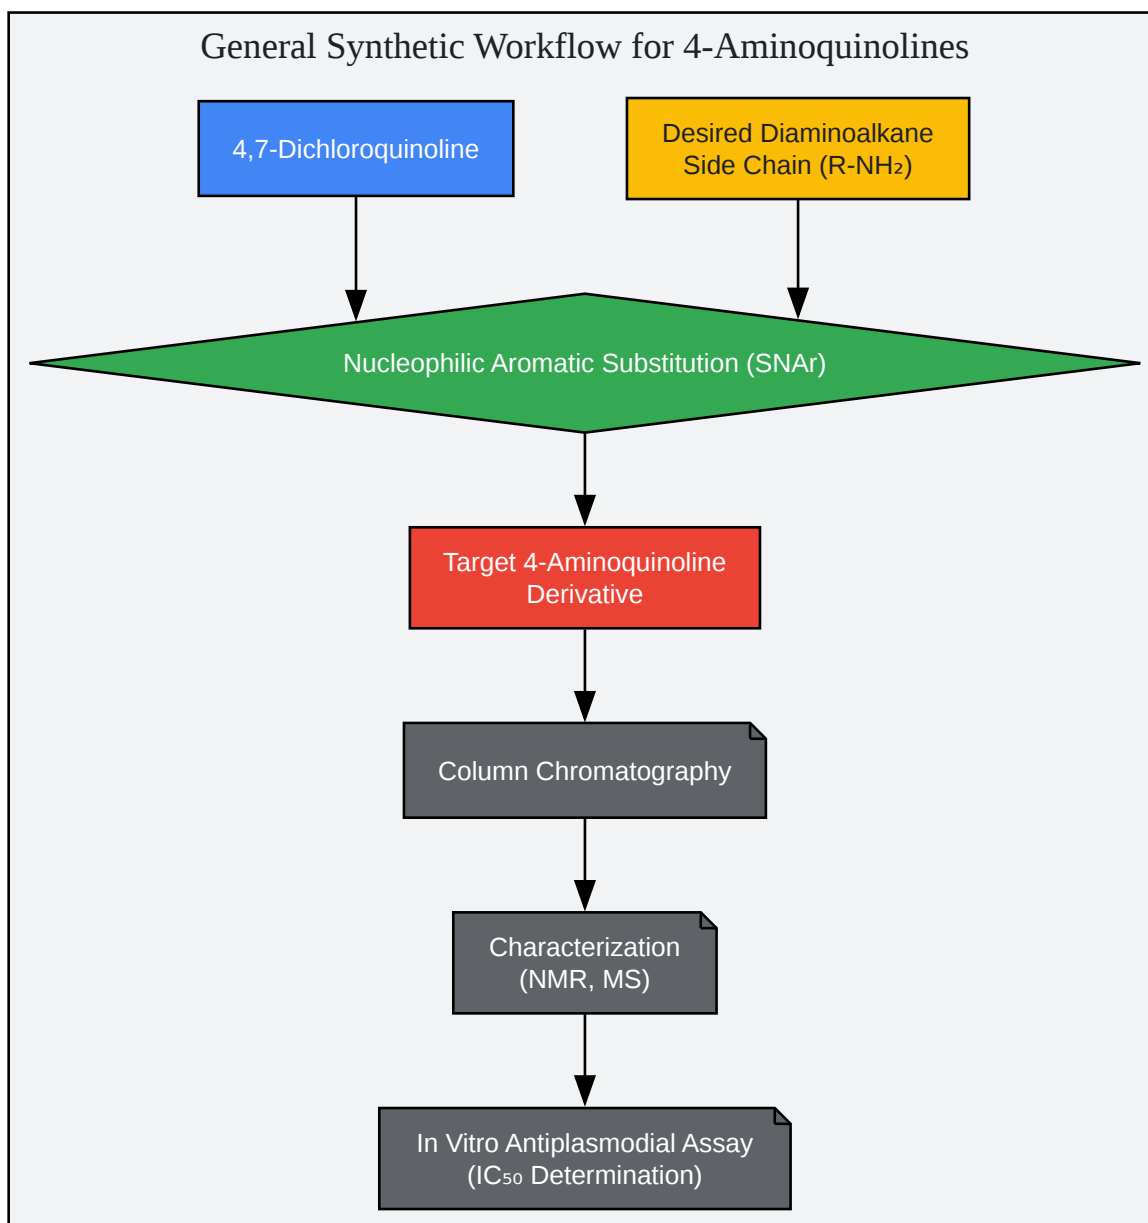 General Synthetic Workflow for 4-Aminoquinolines
4,7-Dichloroquinoline
Desired Diaminoalkane
Side Chain (R-NH₂)
Nucleophilic Aromatic Substitution (SNAr)
Target 4-Aminoquinoline
Derivative
Column Chromatography
Characterization
(NMR, MS)
In Vitro Antiplasmodial Assay
(IC₅₀ Determination)